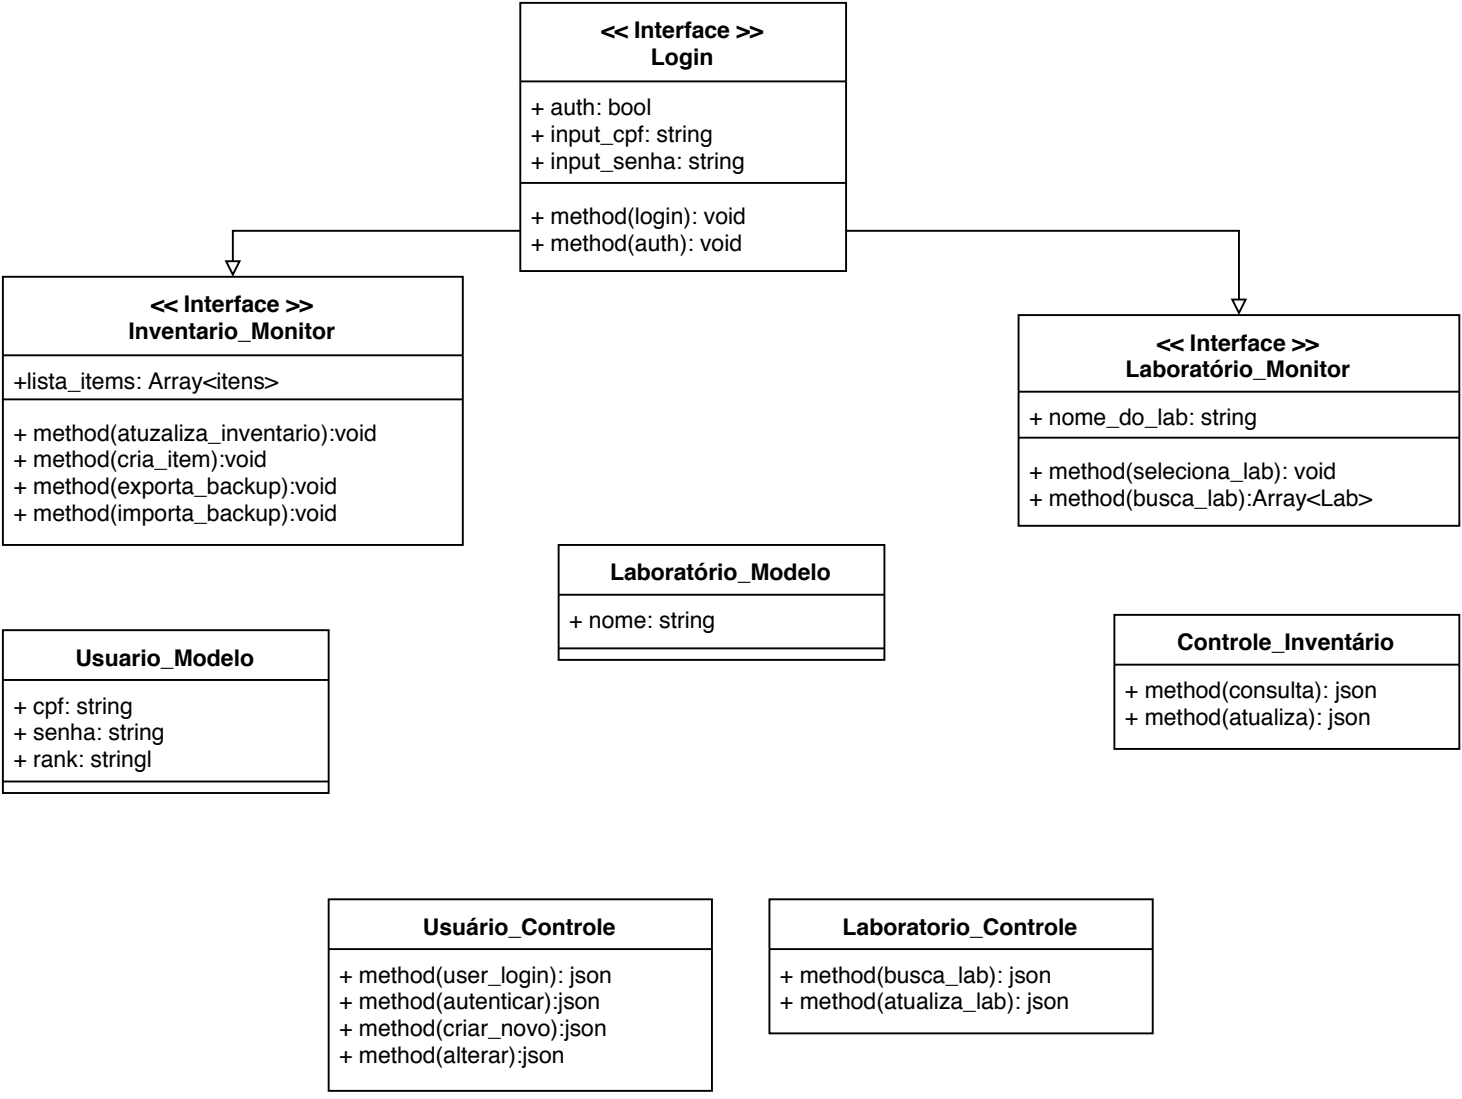 << Interface >>
Login
+ auth: bool
+ input_cpf: string
+ input_senha: string
+ method(login): void
+ method(auth): void
<< Interface >>
Inventario_Monitor
+lista_items: Array<itens>
+ method(atuzaliza_inventario):void
+ method(cria_item):void
+ method(exporta_backup):void
+ method(importa_backup):void
<< Interface >>
Laboratório_Monitor
+ nome_do_lab: string
+ method(seleciona_lab): void
+ method(busca_lab):Array<Lab>
Laboratório_Modelo
+ nome: string
Usuario_Modelo
+ cpf: string
+ senha: string
+ rank: stringl
Controle_Inventário
+ method(consulta): json
+ method(atualiza): json
Usuário_Controle
+ method(user_login): json
+ method(autenticar):json
+ method(criar_novo):json
+ method(alterar):json
Laboratorio_Controle
+ method(busca_lab): json
+ method(atualiza_lab): json